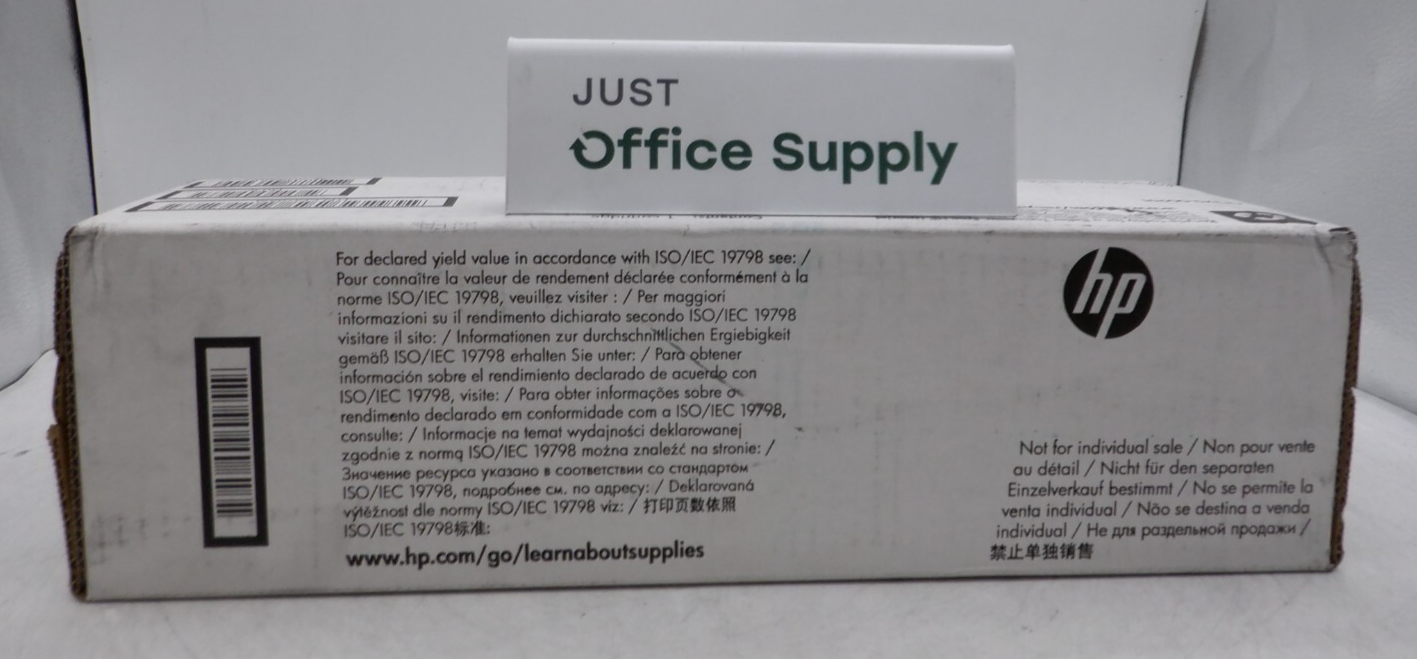 JUST
Office Supply
For declared yield value in accordance with ISO/IEC 19798 see: /
Pour connaître la valeur de rendement déclarée conformément à la
norme ISO/IEC 19798, veuillez visiter : / Per maggiori
informazioni su il rendimento dichiarato secondo ISO/IEC 19798
visitare il sito: / Informationen zur durchschnittlichen Ergiebigkeit
gemäß ISO/IEC 19798 erhalten Sie unter: / Para obtener
información sobre el rendimiento declarado de acuerdo con
ISO/IEC 19798, visite: / Para obter informações sobre o
rendimento declarado em conformidade com a ISO/IEC 19798,
consulte: / Informacje na temat wydajności deklarowanej
zgodnie z normą ISO/IEC 19798 można znaleźć na stronie: /
Значение ресурса указано в соответствии со стандартом
ISO/IEC 19798, подробнее см. по адресу: / Deklarovaná
výtěžnost dle normy ISO/IEC 19798 viz: / 打印页数依照
ISO/IEC 19798标准:
www.hp.com/go/learnaboutsupplies
hp
Not for individual sale / Non pour vente
au détail / Nicht für den separaten
Einzelverkauf bestimmt / No se permite la
venta individual / Não se destina a venda
individual / Не для раздельной продажи /
禁止单独销售